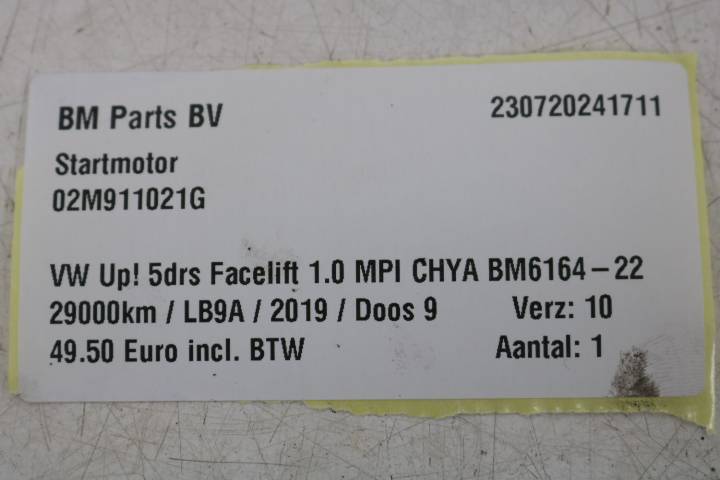 BM Parts BV 230720241711
Startmotor
02M911021G
VW Up! 5drs Facelift 1.0 MPI CHYA BM6164-22
29000km / LB9A / 2019 / Doos 9 Verz: 10
49.50 Euro incl. BTW Aantal: 1